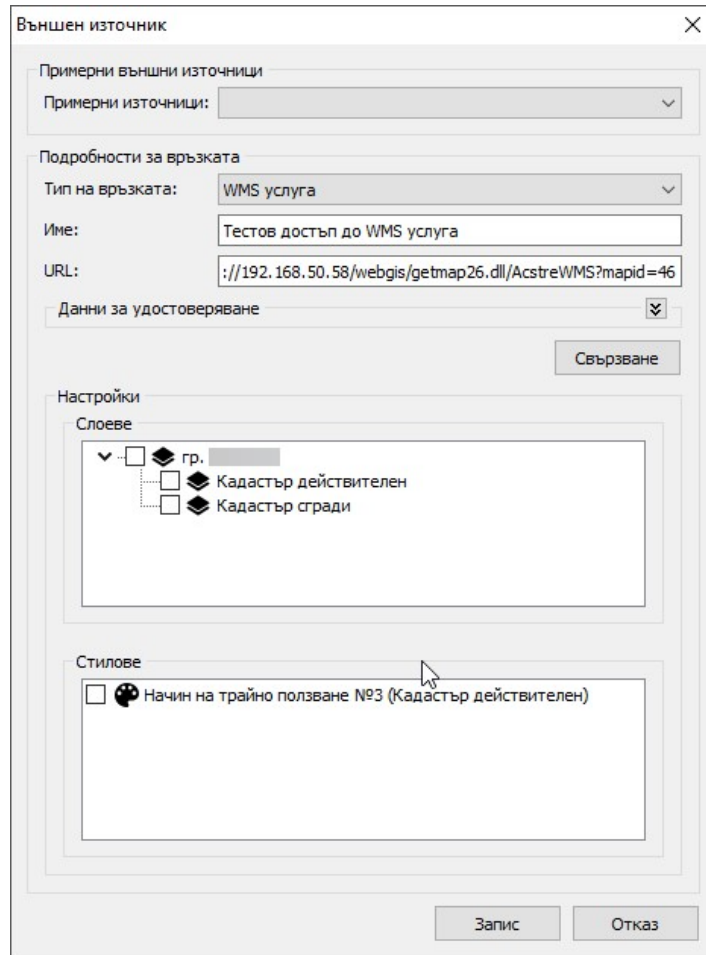 Външен източник
Примерни външни източници
Примерни източници:
Подробности за връзката
Тип на връзката: WMS услуга
Име: Тестов достъп до WMS услуга
URL: ://192.168.50.58/webgis/getmap26.dll/AcstreWMS?mapid=46
Данни за удостоверяване
Свързване
Настройки
Слоеве
гр.
Кадастър действителен
Кадастър сгради
Стилове
Начин на трайно ползване №3 (Кадастър действителен)
Запис Отказ